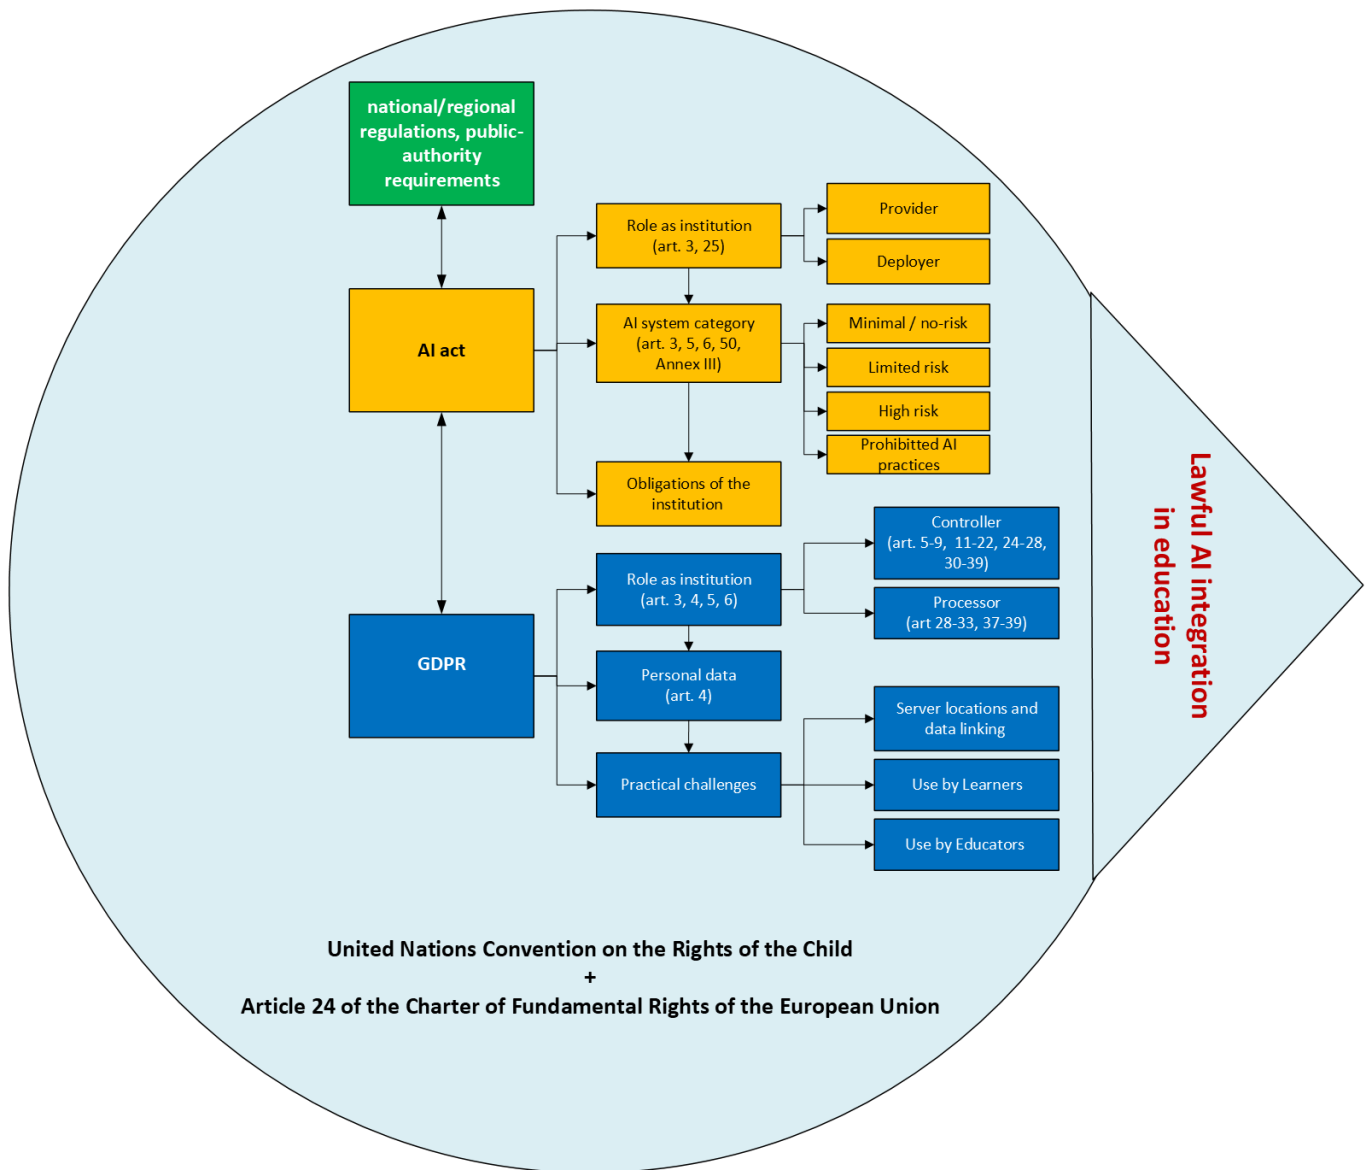 national/regional
regulations, public-
authority
requirements
AI act
Role as institution
(art. 3, 25)
Provider
Deployer
AI system category
(art. 3, 5, 6, 50,
Annex III)
Minimal / no-risk
Limited risk
High risk
Prohibitted AI
practices
Obligations of the
institution
GDPR
Role as institution
(art. 3, 4, 5, 6)
Controller
(art. 5-9, 11-22, 24-28,
30-39)
Processor
(art 28-33, 37-39)
Personal data
(art. 4)
Practical challenges
Server locations and
data linking
Use by Learners
Use by Educators
Lawful AI integration
in education
United Nations Convention on the Rights of the Child
+
Article 24 of the Charter of Fundamental Rights of the European Union